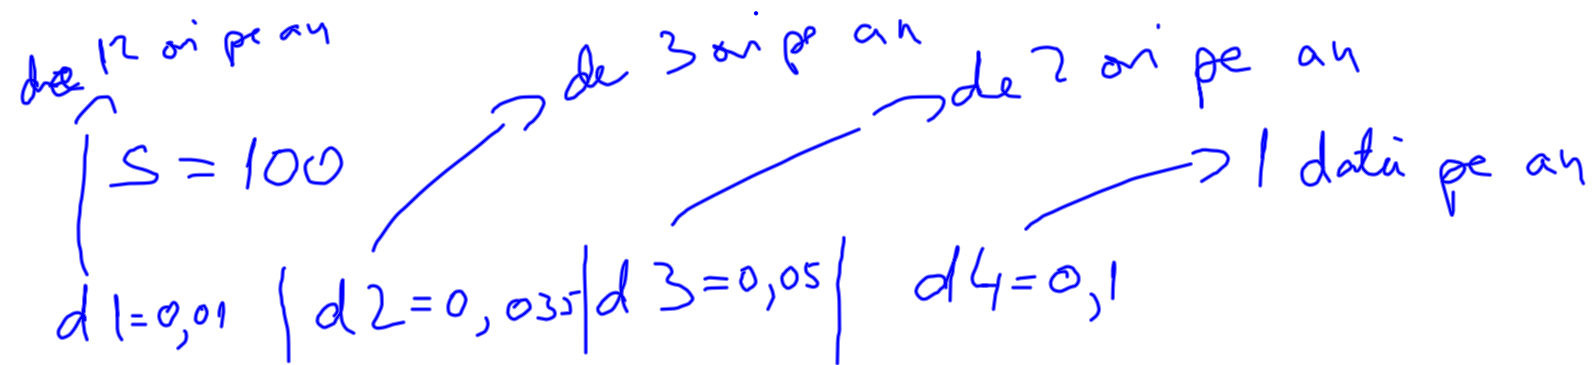 de 12 ori pe an
de 3 ori pe an
de 2 ori pe an
S = 100
1 dată pe an
d1=0,01 | d2=0,035 | d3=0,05 | d4=0,1